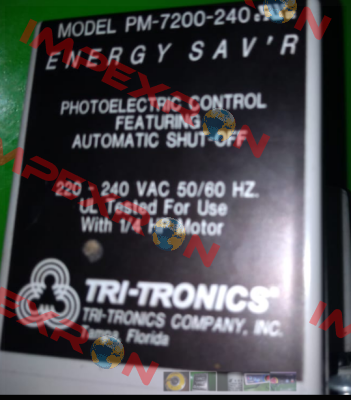 MODEL PM-7200-240
ENERGY SAV'R
PHOTOELECTRIC CONTROL
FEATURING
AUTOMATIC SHUT-OFF
220 - 240 VAC 50/60 HZ.
UL Tested For Use
With 1/4 HP Motor
TRI-TRONICS®
TRI-TRONICS COMPANY, INC.
Tampa, Florida
IMPEXRON